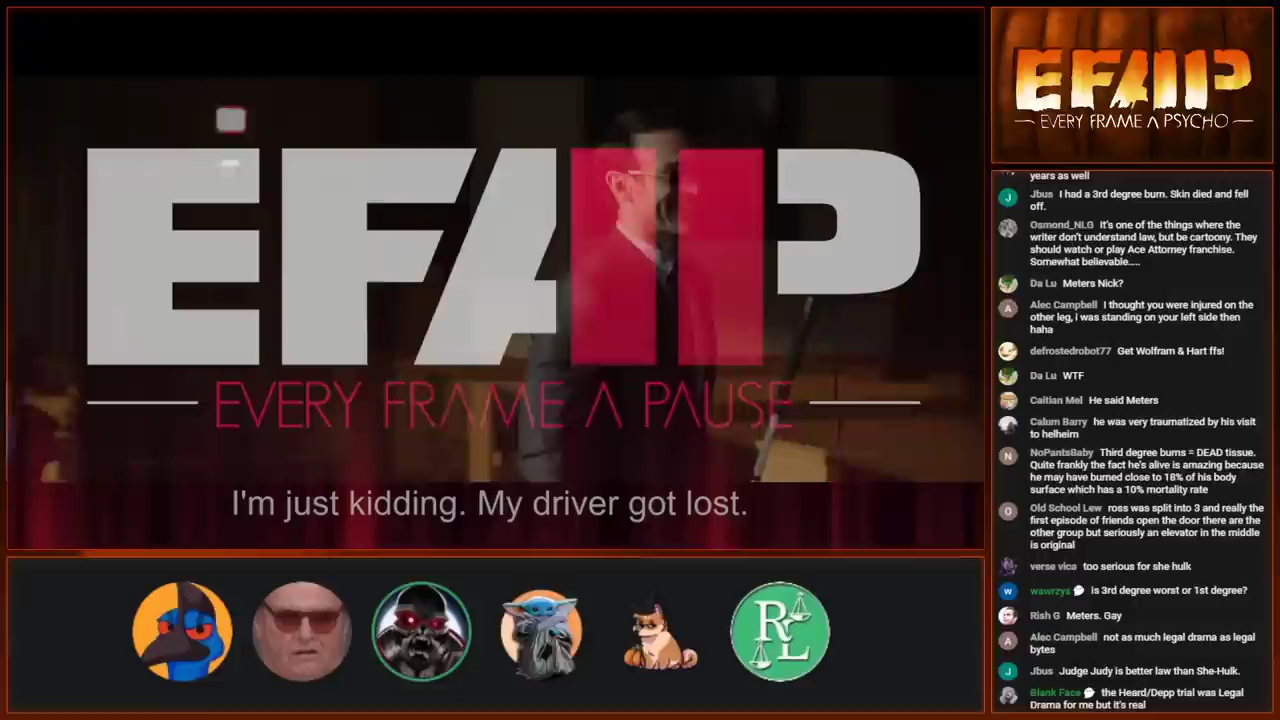 EFAP
EVERY FRAME A PAUSE
I'm just kidding. My driver got lost.
RL
EFAP
EVERY FRAME A PSYCHO
years as well
Jbus I had a 3rd degree burn. Skin died and fell
off.
Osmond_NLG It's one of the things where the
writer don't understand law, but be cartoony. They
should watch or play Ace Attorney franchise.
Somewhat believable.....
Da Lu Meters Nick?
Alec Campbell I thought you were injured on the
other leg, i was standing on your left side then
haha
defrostedrobot77 Get Wolfram & Hart ffs!
Da Lu WTF
Caitian Mel He said Meters
Calum Barry he was very traumatized by his visit
to helheim
NoPantsBaby Third degree burns = DEAD tissue.
Quite frankly the fact he's alive is amazing because
he may have burned close to 18% of his body
surface which has a 10% mortality rate
Old School Lew ross was split into 3 and really the
first episode of friends open the door there are the
other group but seriously an elevator in the middle
is original
verse vica too serious for she hulk
wawrzys is 3rd degree worst or 1st degree?
Rish G Meters. Gay
Alec Campbell not as much legal drama as legal
bytes
Jbus Judge Judy is better law than She-Hulk.
Blank Face the Heard/Depp trial was Legal
Drama for me but it's real